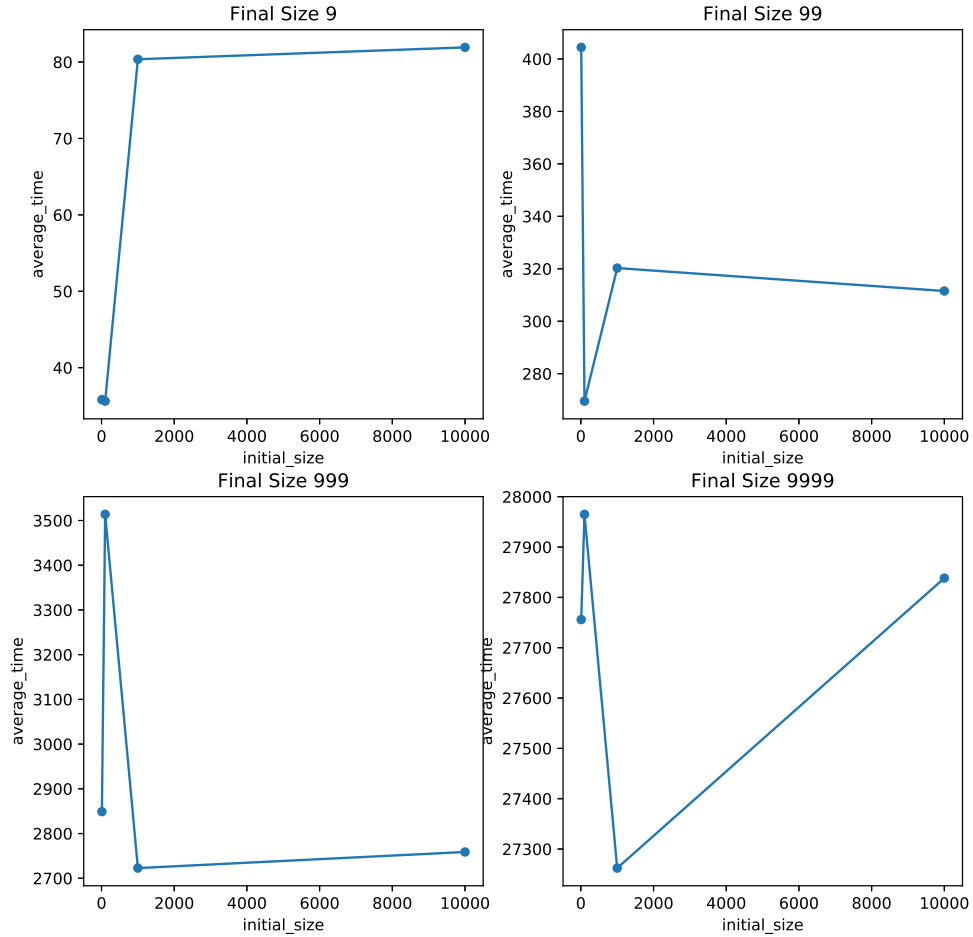 Final Size 9
average_time
80
70
60
50
40
0 2000 4000 6000 8000 10000
initial_size
Final Size 99
average_time
400
380
360
340
320
300
280
0 2000 4000 6000 8000 10000
initial_size
Final Size 999
average_time
3500
3400
3300
3200
3100
3000
2900
2800
2700
0 2000 4000 6000 8000 10000
initial_size
Final Size 9999
average_time
28000
27900
27800
27700
27600
27500
27400
27300
0 2000 4000 6000 8000 10000
initial_size